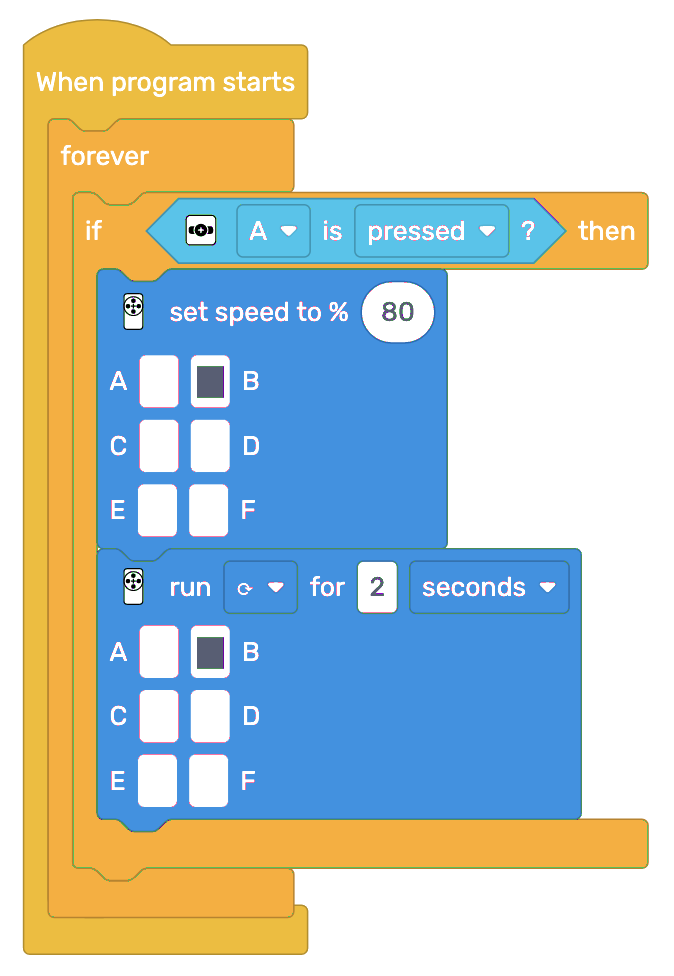 When program starts
forever
if A is pressed ? then
set speed to % 80
A B
C D
E F
run for 2 seconds
A B
C D
E F